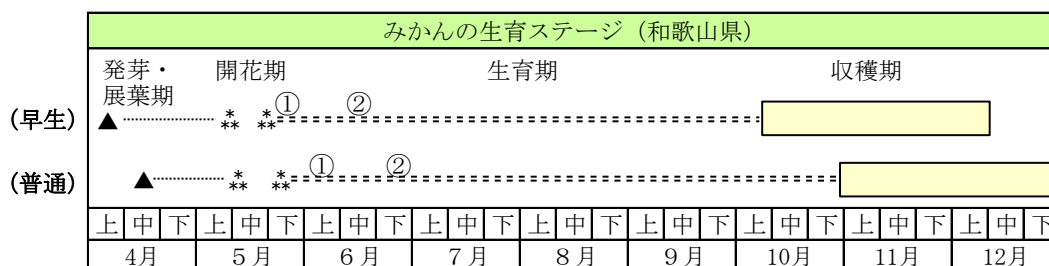 みかんの生育ステージ（和歌山県）
発芽・展葉期 開花期 生育期 収穫期
(早生) ▲ ① ②
(普通) ▲ ① ②
上 中 下 上 中 下 上 中 下 上 中 下 上 中 下 上 中 下 上 中 下 上 中 下 上 中 下
4月 5月 6月 7月 8月 9月 10月 11月 12月